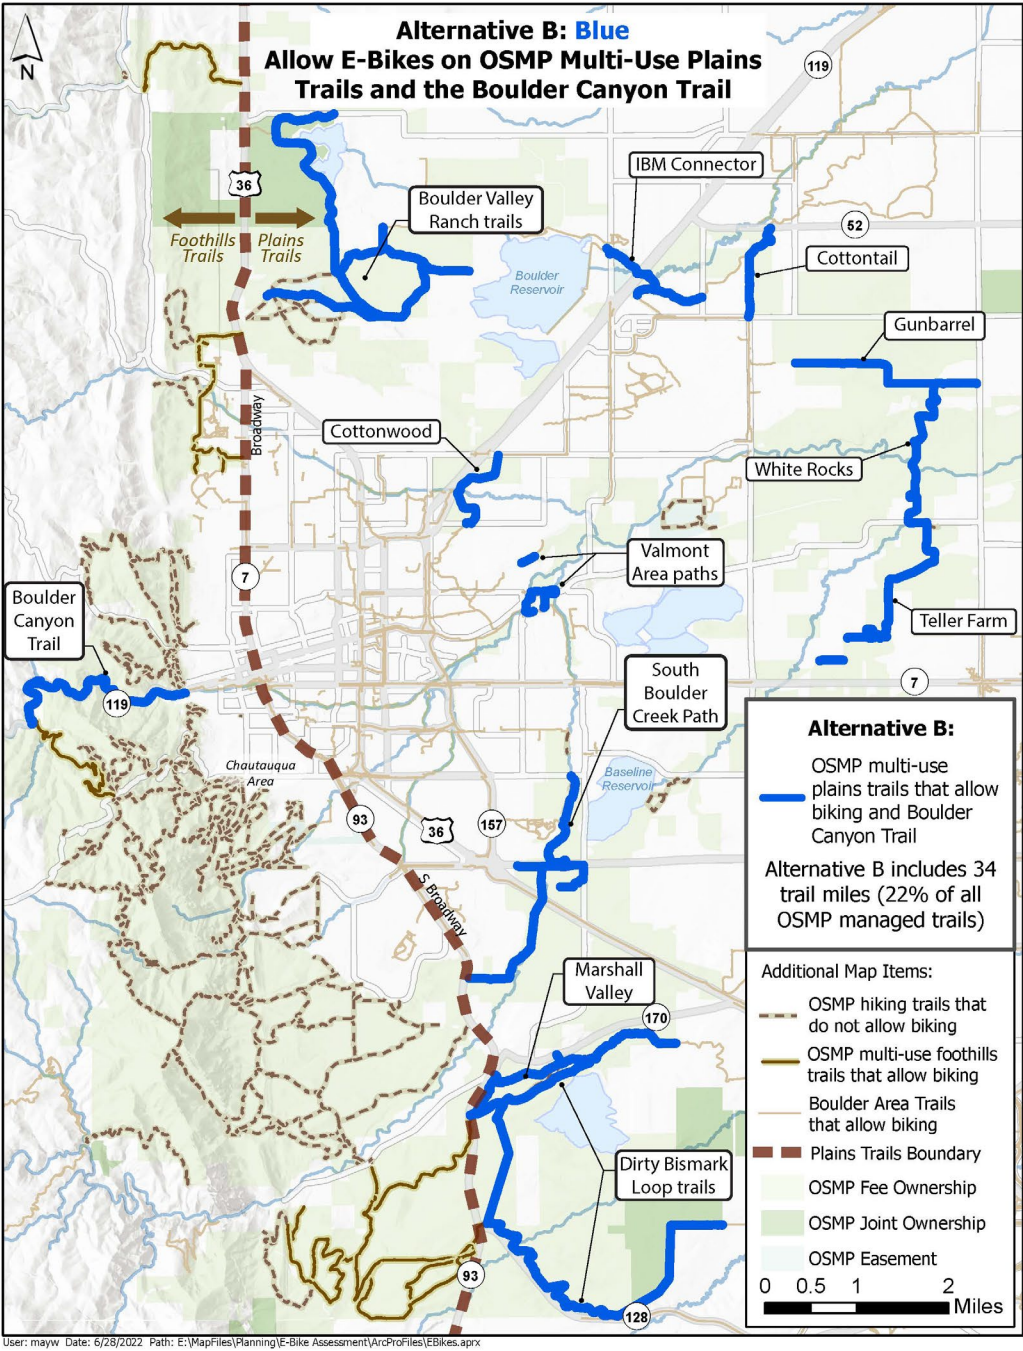 Alternative B: Blue
Allow E-Bikes on OSMP Multi-Use Plains
Trails and the Boulder Canyon Trail
N
119
36
IBM Connector
Boulder Valley
Ranch trails
Foothills
Trails
Plains
Trails
52
Cottontail
Boulder
Reservoir
Gunbarrel
Broadway
Cottonwood
White Rocks
Valmont
Area paths
7
Boulder
Canyon
Trail
Teller Farm
119
South
Boulder
Creek Path
7
Chautauqua
Area
Baseline
Reservoir
93
36
157
S Broadway
Marshall
Valley
170
Dirty Bismark
Loop trails
93
128
Alternative B:
OSMP multi-use
plains trails that allow
biking and Boulder
Canyon Trail
Alternative B includes 34
trail miles (22% of all
OSMP managed trails)
Additional Map Items:
OSMP hiking trails that
do not allow biking
OSMP multi-use foothills
trails that allow biking
Boulder Area Trails
that allow biking
Plains Trails Boundary
OSMP Fee Ownership
OSMP Joint Ownership
OSMP Easement
0 0.5 1 2
Miles
User: mayw Date: 6/28/2022 Path: E:\MapFiles\Planning\E-Bike Assessment\ArcProFiles\EBikes.aprx